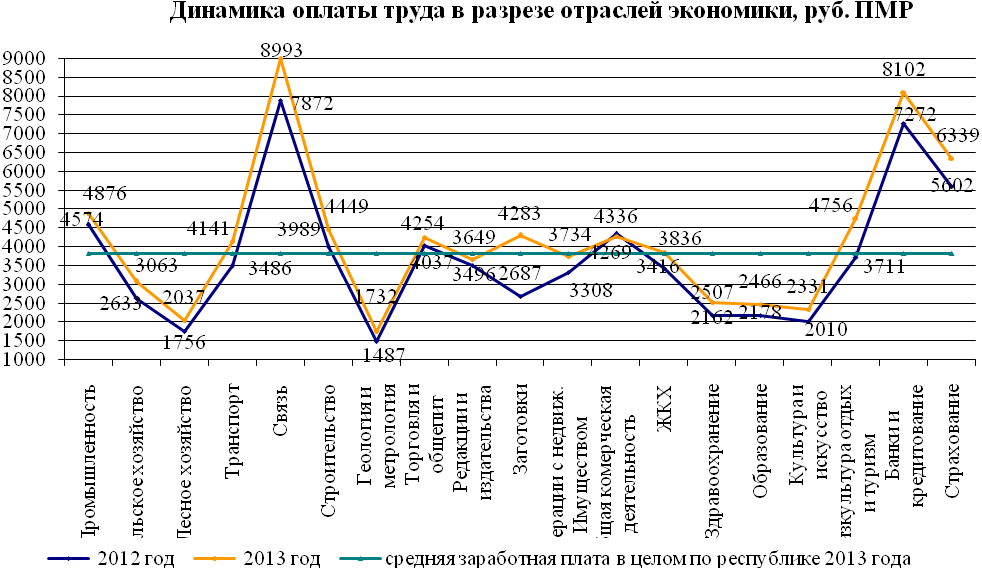 Динамика оплаты труда в разрезе отраслей экономики, руб. ПМР
9000
8500
8000
7500
7000
6500
6000
5500
5000
4500
4000
3500
3000
2500
2000
1500
1000
4876
4574
3063
2633
2037
1756
4141
3486
8993
7872
4449
3989
1732
1487
4254
4037
3649
3496
4283
2687
3734
3308
4336
4269
3836
3416
2507
2162
2466
2178
2331
2010
4756
3711
8102
7272
6339
5602
Промышленность
льское хозяйство
Лесное хозяйство
Транспорт
Связь
Строительство
Геология и
метрология
Торговля и
общепит
Редакции и
издательства
Заготовки
ерации с недвиж.
Имуществом
щая комерческая
деятельность
ЖКХ
Здравоохранение
Образование
Культура и
искусство
изкультура отдых
и туризм
Банки и
кредитование
Страхование
2012 год
2013 год
средняя заработная плата в целом по республике 2013 года